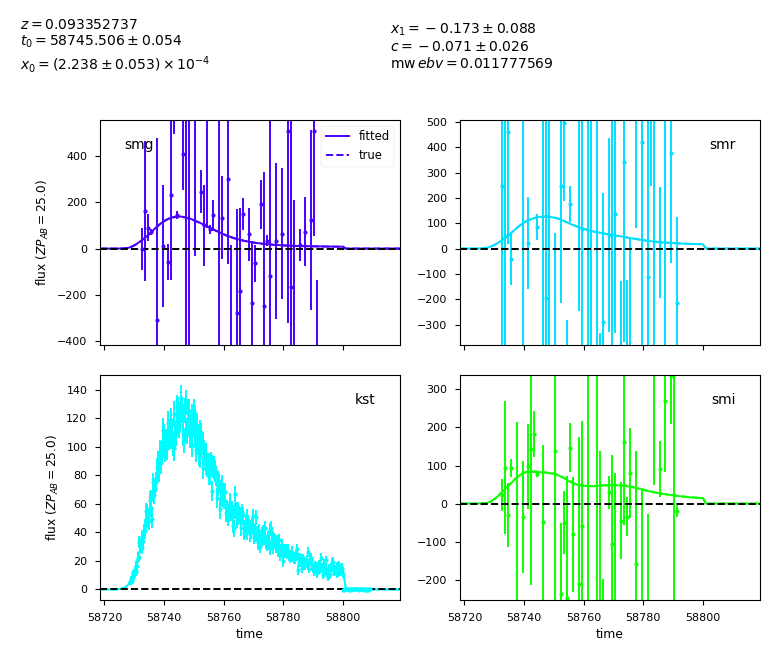 z = 0.093352737
t₀ = 58745.506 ± 0.054
x₀ = (2.238 ± 0.053) × 10⁻⁴
x₁ = −0.173 ± 0.088
c = −0.071 ± 0.026
mw ebv = 0.011777569
smg
fitted
true
400
200
0
−200
−400
flux (ZP_AB = 25.0)
smr
500
400
300
200
100
0
−100
−200
−300
kst
140
120
100
80
60
40
20
0
flux (ZP_AB = 25.0)
58720 58740 58760 58780 58800
time
smi
300
200
100
0
−100
−200
58720 58740 58760 58780 58800
time